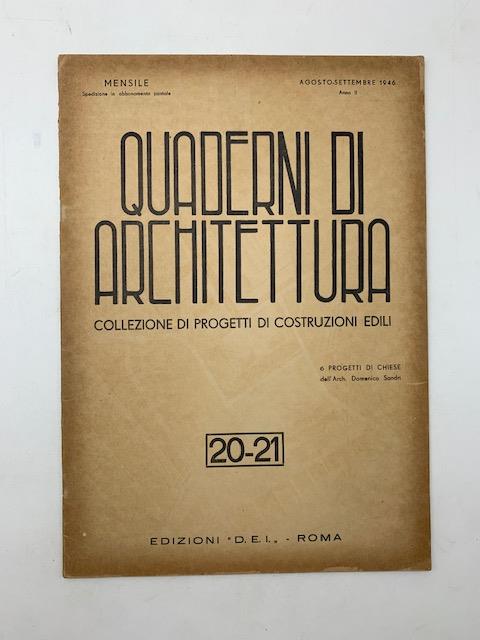 MENSILE
Spedizione in abbonamento postale
AGOSTO-SETTEMBRE 1946
Anno II
QUADERNI DI
ARCHITETTURA
COLLEZIONE DI PROGETTI DI COSTRUZIONI EDILI
6 PROGETTI DI CHIESE
dell'Arch. Domenico Sandri
20-21
EDIZIONI "D.E.I." - ROMA